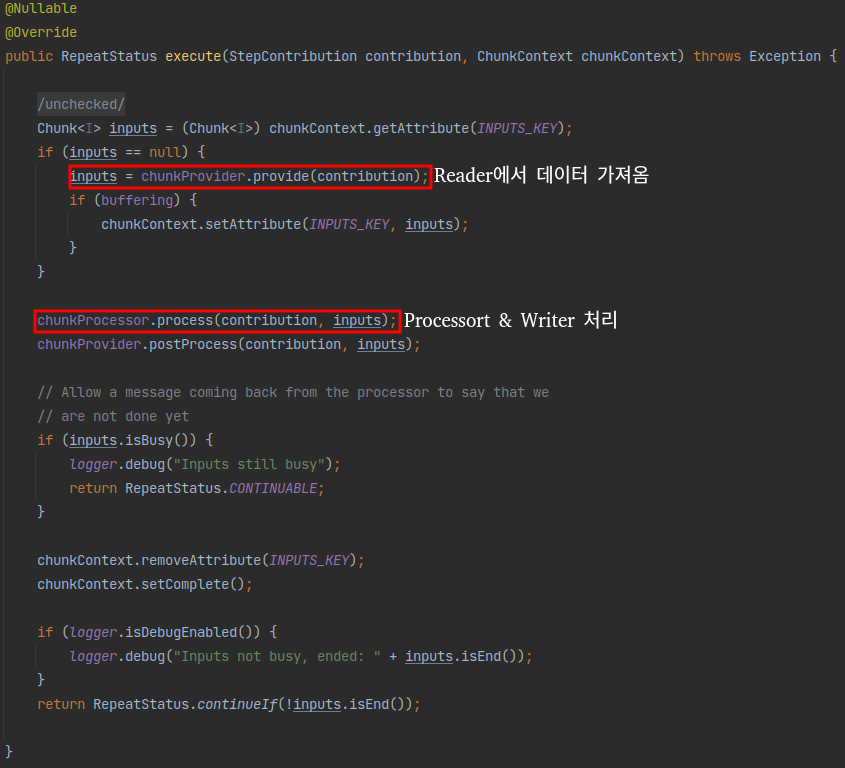 @Nullable
@Override
public RepeatStatus execute(StepContribution contribution, ChunkContext chunkContext) throws Exception {
/unchecked/
Chunk<I> inputs = (Chunk<I>) chunkContext.getAttribute(INPUTS_KEY);
if (inputs == null) {
inputs = chunkProvider.provide(contribution); Reader에서 데이터 가져옴
if (buffering) {
chunkContext.setAttribute(INPUTS_KEY, inputs);
}
}
chunkProcessor.process(contribution, inputs); Processort & Writer 처리
chunkProvider.postProcess(contribution, inputs);
// Allow a message coming back from the processor to say that we
// are not done yet
if (inputs.isBusy()) {
logger.debug("Inputs still busy");
return RepeatStatus.CONTINUABLE;
}
chunkContext.removeAttribute(INPUTS_KEY);
chunkContext.setComplete();
if (logger.isDebugEnabled()) {
logger.debug("Inputs not busy, ended: " + inputs.isEnd());
}
return RepeatStatus.continueIf(!inputs.isEnd());
}